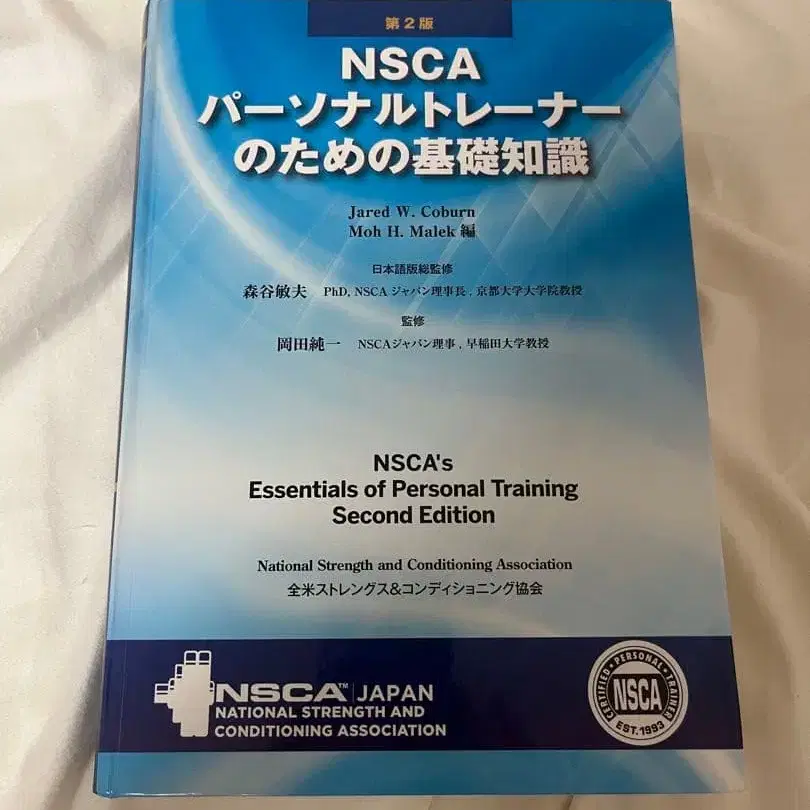 第2版
NSCA
パーソナルトレーナー
のための基礎知識
Jared W. Coburn
Moh H. Malek 編
日本語版総監修
森谷敏夫 PhD, NSCA ジャパン理事長 , 京都大学大学院教授
監修
岡田純一 NSCAジャパン理事 , 早稲田大学教授
NSCA's
Essentials of Personal Training
Second Edition
National Strength and Conditioning Association
全米ストレングス&コンディショニング協会
NSCA™ JAPAN
NATIONAL STRENGTH AND
CONDITIONING ASSOCIATION
CERTIFIED • PERSONAL • TRAINER
NSCA
EST. 1993